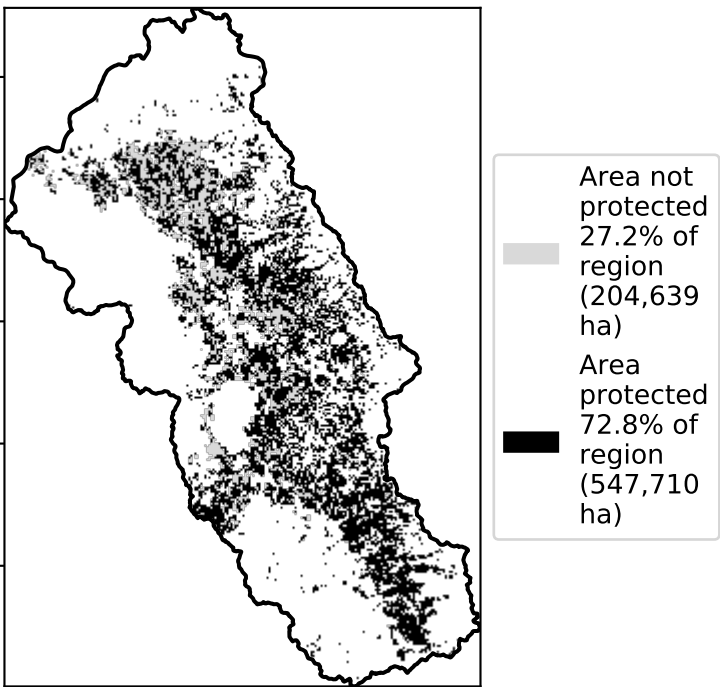 Area not
protected
27.2% of
region
(204,639
ha)
Area
protected
72.8% of
region
(547,710
ha)